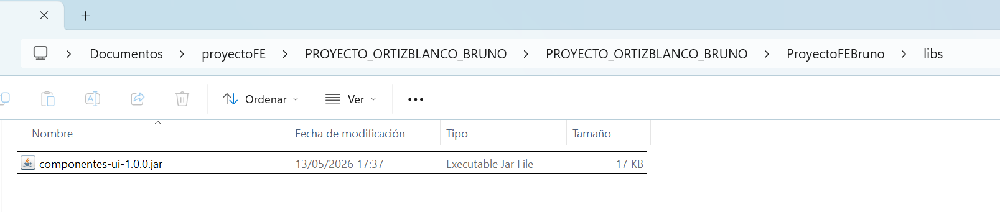 Documentos > proyectoFE > PROYECTO_ORTIZBLANCO_BRUNO > PROYECTO_ORTIZBLANCO_BRUNO > ProyectoFEBruno > libs
Ordenar Ver
Nombre Fecha de modificación Tipo Tamaño
componentes-ui-1.0.0.jar 13/05/2026 17:37 Executable Jar File 17 KB